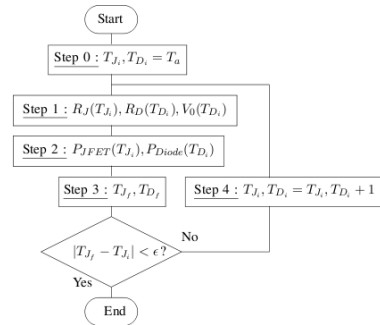 Start
Step 0 : $T_{J_i}, T_{D_i} = T_a$
Step 1 : $R_J(T_{J_i}), R_D(T_{D_i}), V_0(T_{D_i})$
Step 2 : $P_{JFET}(T_{J_i}), P_{Diode}(T_{D_i})$
Step 3 : $T_{J_f}, T_{D_f}$
Step 4 : $T_{J_i}, T_{D_i} = T_{J_i}, T_{D_i} + 1$
$|T_{J_f} - T_{J_i}| < \epsilon$?
No
Yes
End